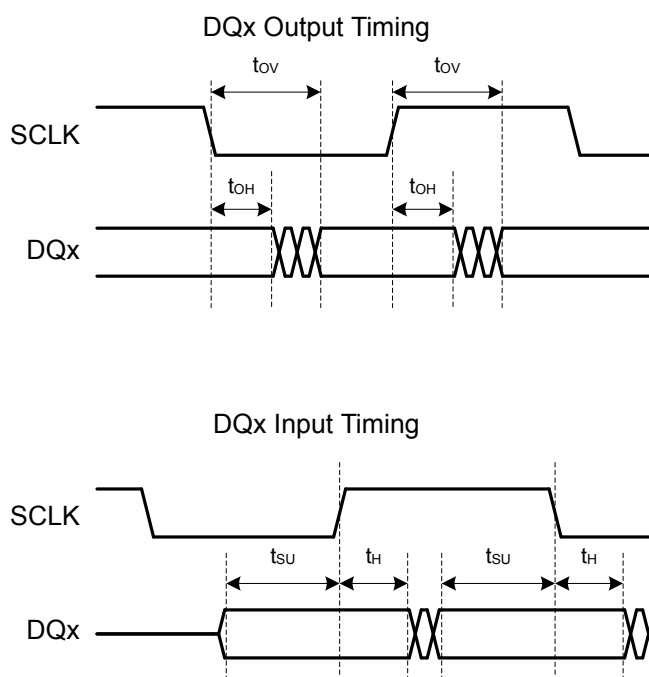 DQx Output Timing
tOV tOV
SCLK
tOH tOH
DQx
DQx Input Timing
SCLK
tSU tH tSU tH
DQx